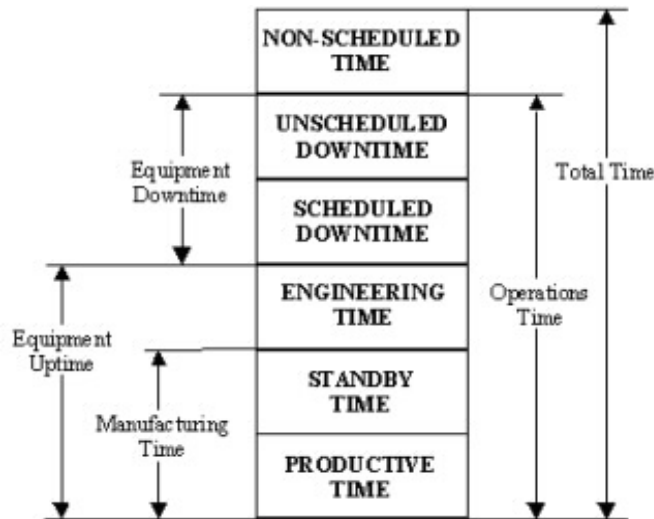 NON-SCHEDULED
TIME
UNSCHEDULED
DOWNTIME
Equipment
Downtime
Total Time
SCHEDULED
DOWNTIME
ENGINEERING
TIME
Operations
Time
Equipment
Uptime
STANDBY
TIME
Manufacturing
Time
PRODUCTIVE
TIME